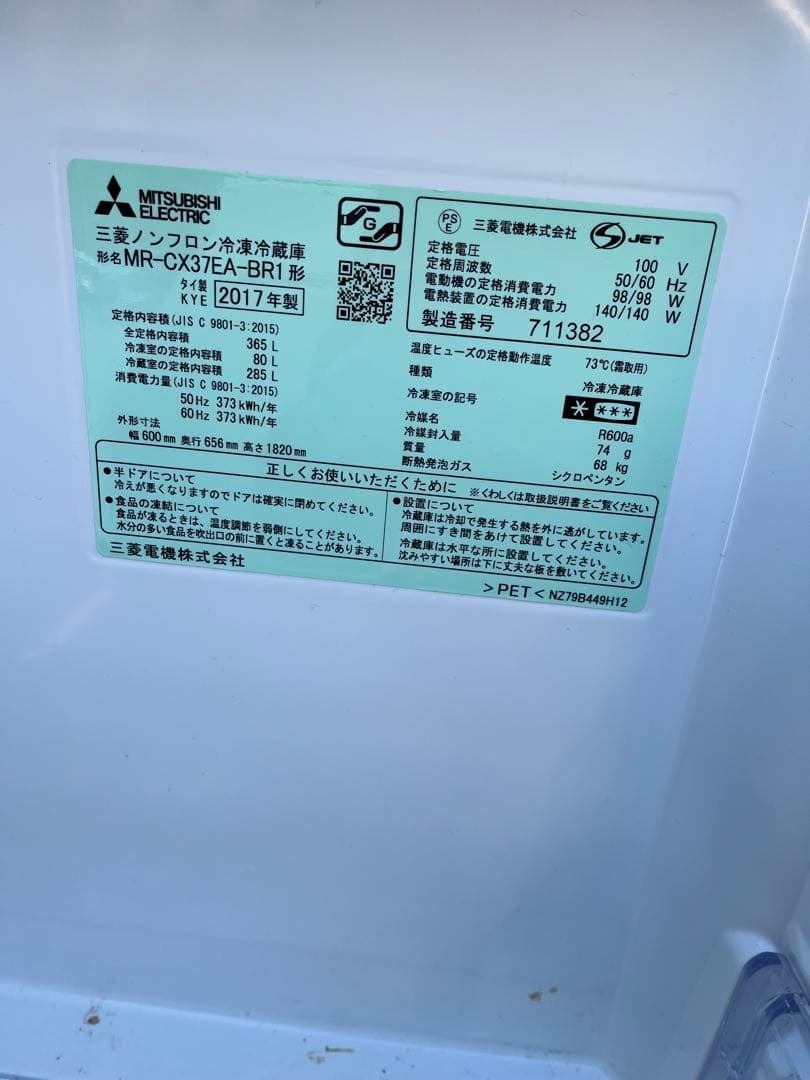 MITSUBISHI
ELECTRIC
三菱ノンフロン冷凍冷蔵庫
形名 MR-CX37EA-BR1 形
タイ製
KYE 2017年製
定格内容積(JIS C 9801-3:2015)
全定格内容積 365 L
冷凍室の定格内容積 80 L
冷蔵室の定格内容積 285 L
消費電力量(JIS C 9801-3:2015)
50Hz 373kWh/年
60Hz 373kWh/年
外形寸法
幅 600mm 奥行 656mm 高さ 1820mm
G
PS
E
三菱電機株式会社
JET
定格電圧 100 V
定格周波数 50/60 Hz
電動機の定格消費電力 98/98 W
電熱装置の定格消費電力 140/140 W
製造番号 711382
温度ヒューズの定格動作温度 73℃(霜取用)
種類 冷凍冷蔵庫
冷凍室の記号 * ***
冷媒名 R600a
冷媒封入量 74 g
質量 68 kg
断熱発泡ガス シクロペンタン
正しくお使いいただくために ※くわしくは取扱説明書をご覧ください
●半ドアについて
冷えが悪くなりますのでドアは確実に閉めてください。
●食品の凍結について
食品が凍るときは、温度調節を弱側にしてください。
水分の多い食品を吹出口の前に置くと凍ることがあります。
●設置について
冷蔵庫は冷却で発生する熱を外に逃がしています。
周囲にすき間をあけて設置してください。
冷蔵庫は水平な所に設置してください。
沈みやすい場所は下に丈夫な板を敷いてください。
三菱電機株式会社
>PET< NZ79B449H12